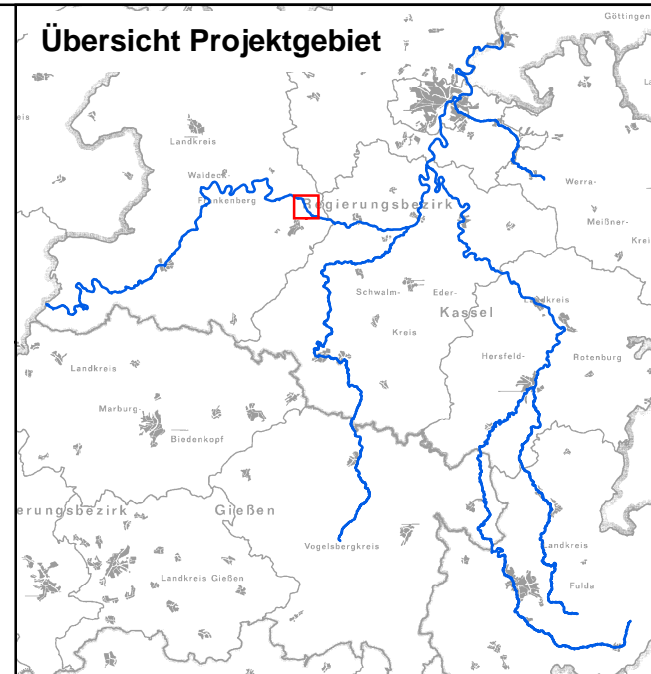 Übersicht Projektgebiet
Göttingen
eis
Landkreis
Waldeck-
Frankenberg
Regierungsbezirk
Werra-
Meißner-
Kreis
Schwalm-
Eder-
Kassel
Kreis
Landkreis
Hersfeld-
Rotenburg
Landkreis
Marburg-
Biedenkopf
erungsbezirk
Gießen
Vogelsbergkreis
Landkreis
Landkreis Gießen
Fulda